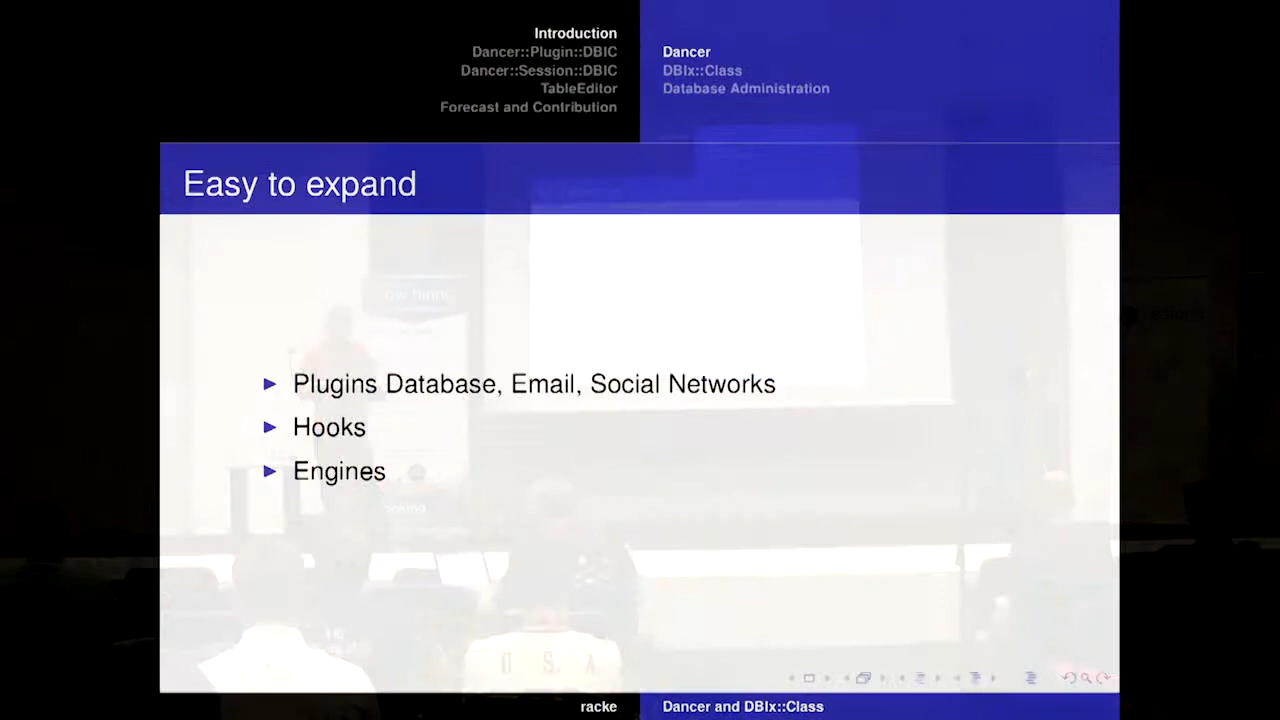 Introduction
Dancer::Plugin::DBIC
Dancer::Session::DBIC
TableEditor
Forecast and Contribution
Dancer
DBIx::Class
Database Administration
Easy to expand
Plugins Database, Email, Social Networks
Hooks
Engines
U S A
racke
Dancer and DBIx::Class